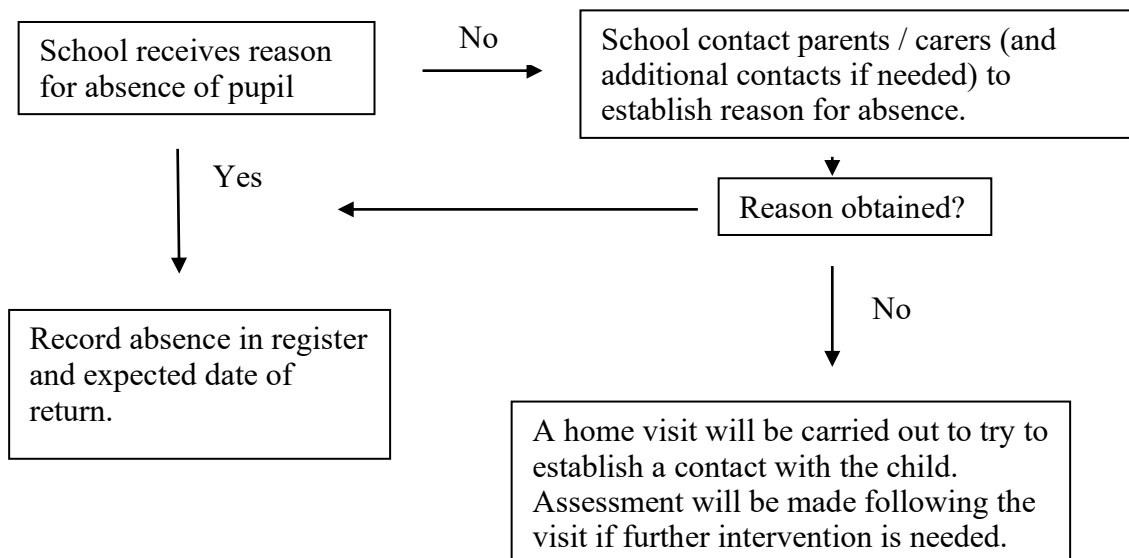 School receives reason
for absence of pupil
No
School contact parents / carers (and
additional contacts if needed) to
establish reason for absence.
Yes
Reason obtained?
No
Record absence in register
and expected date of
return.
A home visit will be carried out to try to
establish a contact with the child.
Assessment will be made following the
visit if further intervention is needed.